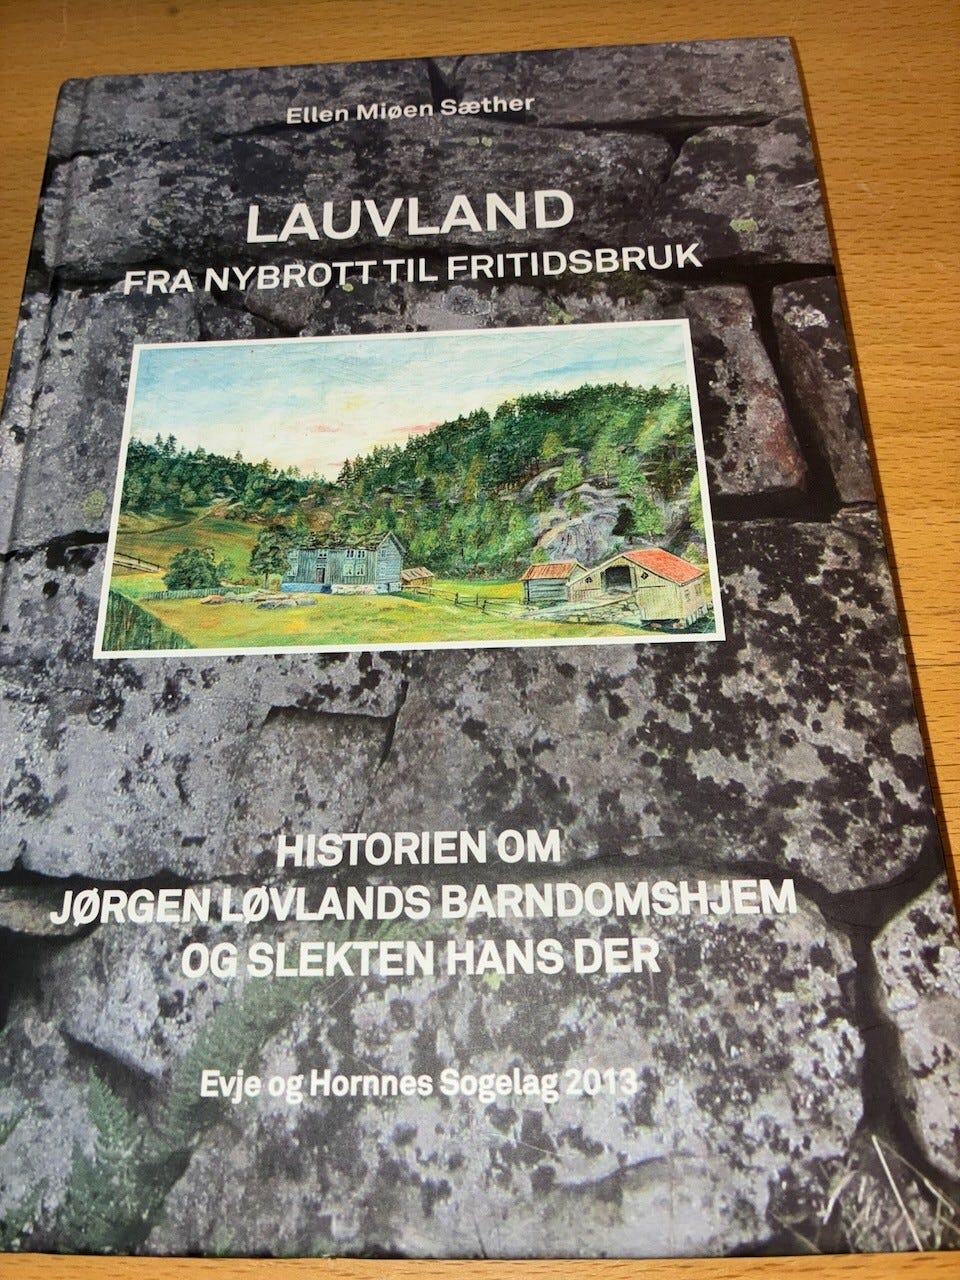 Ellen Miøen Sæther
LAUVLAND
FRA NYBROTT TIL FRITIDSBRUK
HISTORIEN OM
JØRGEN LØVLANDS BARNDOMSHJEM
OG SLEKTEN HANS DER
Evje og Hornnes Sogelag 2013